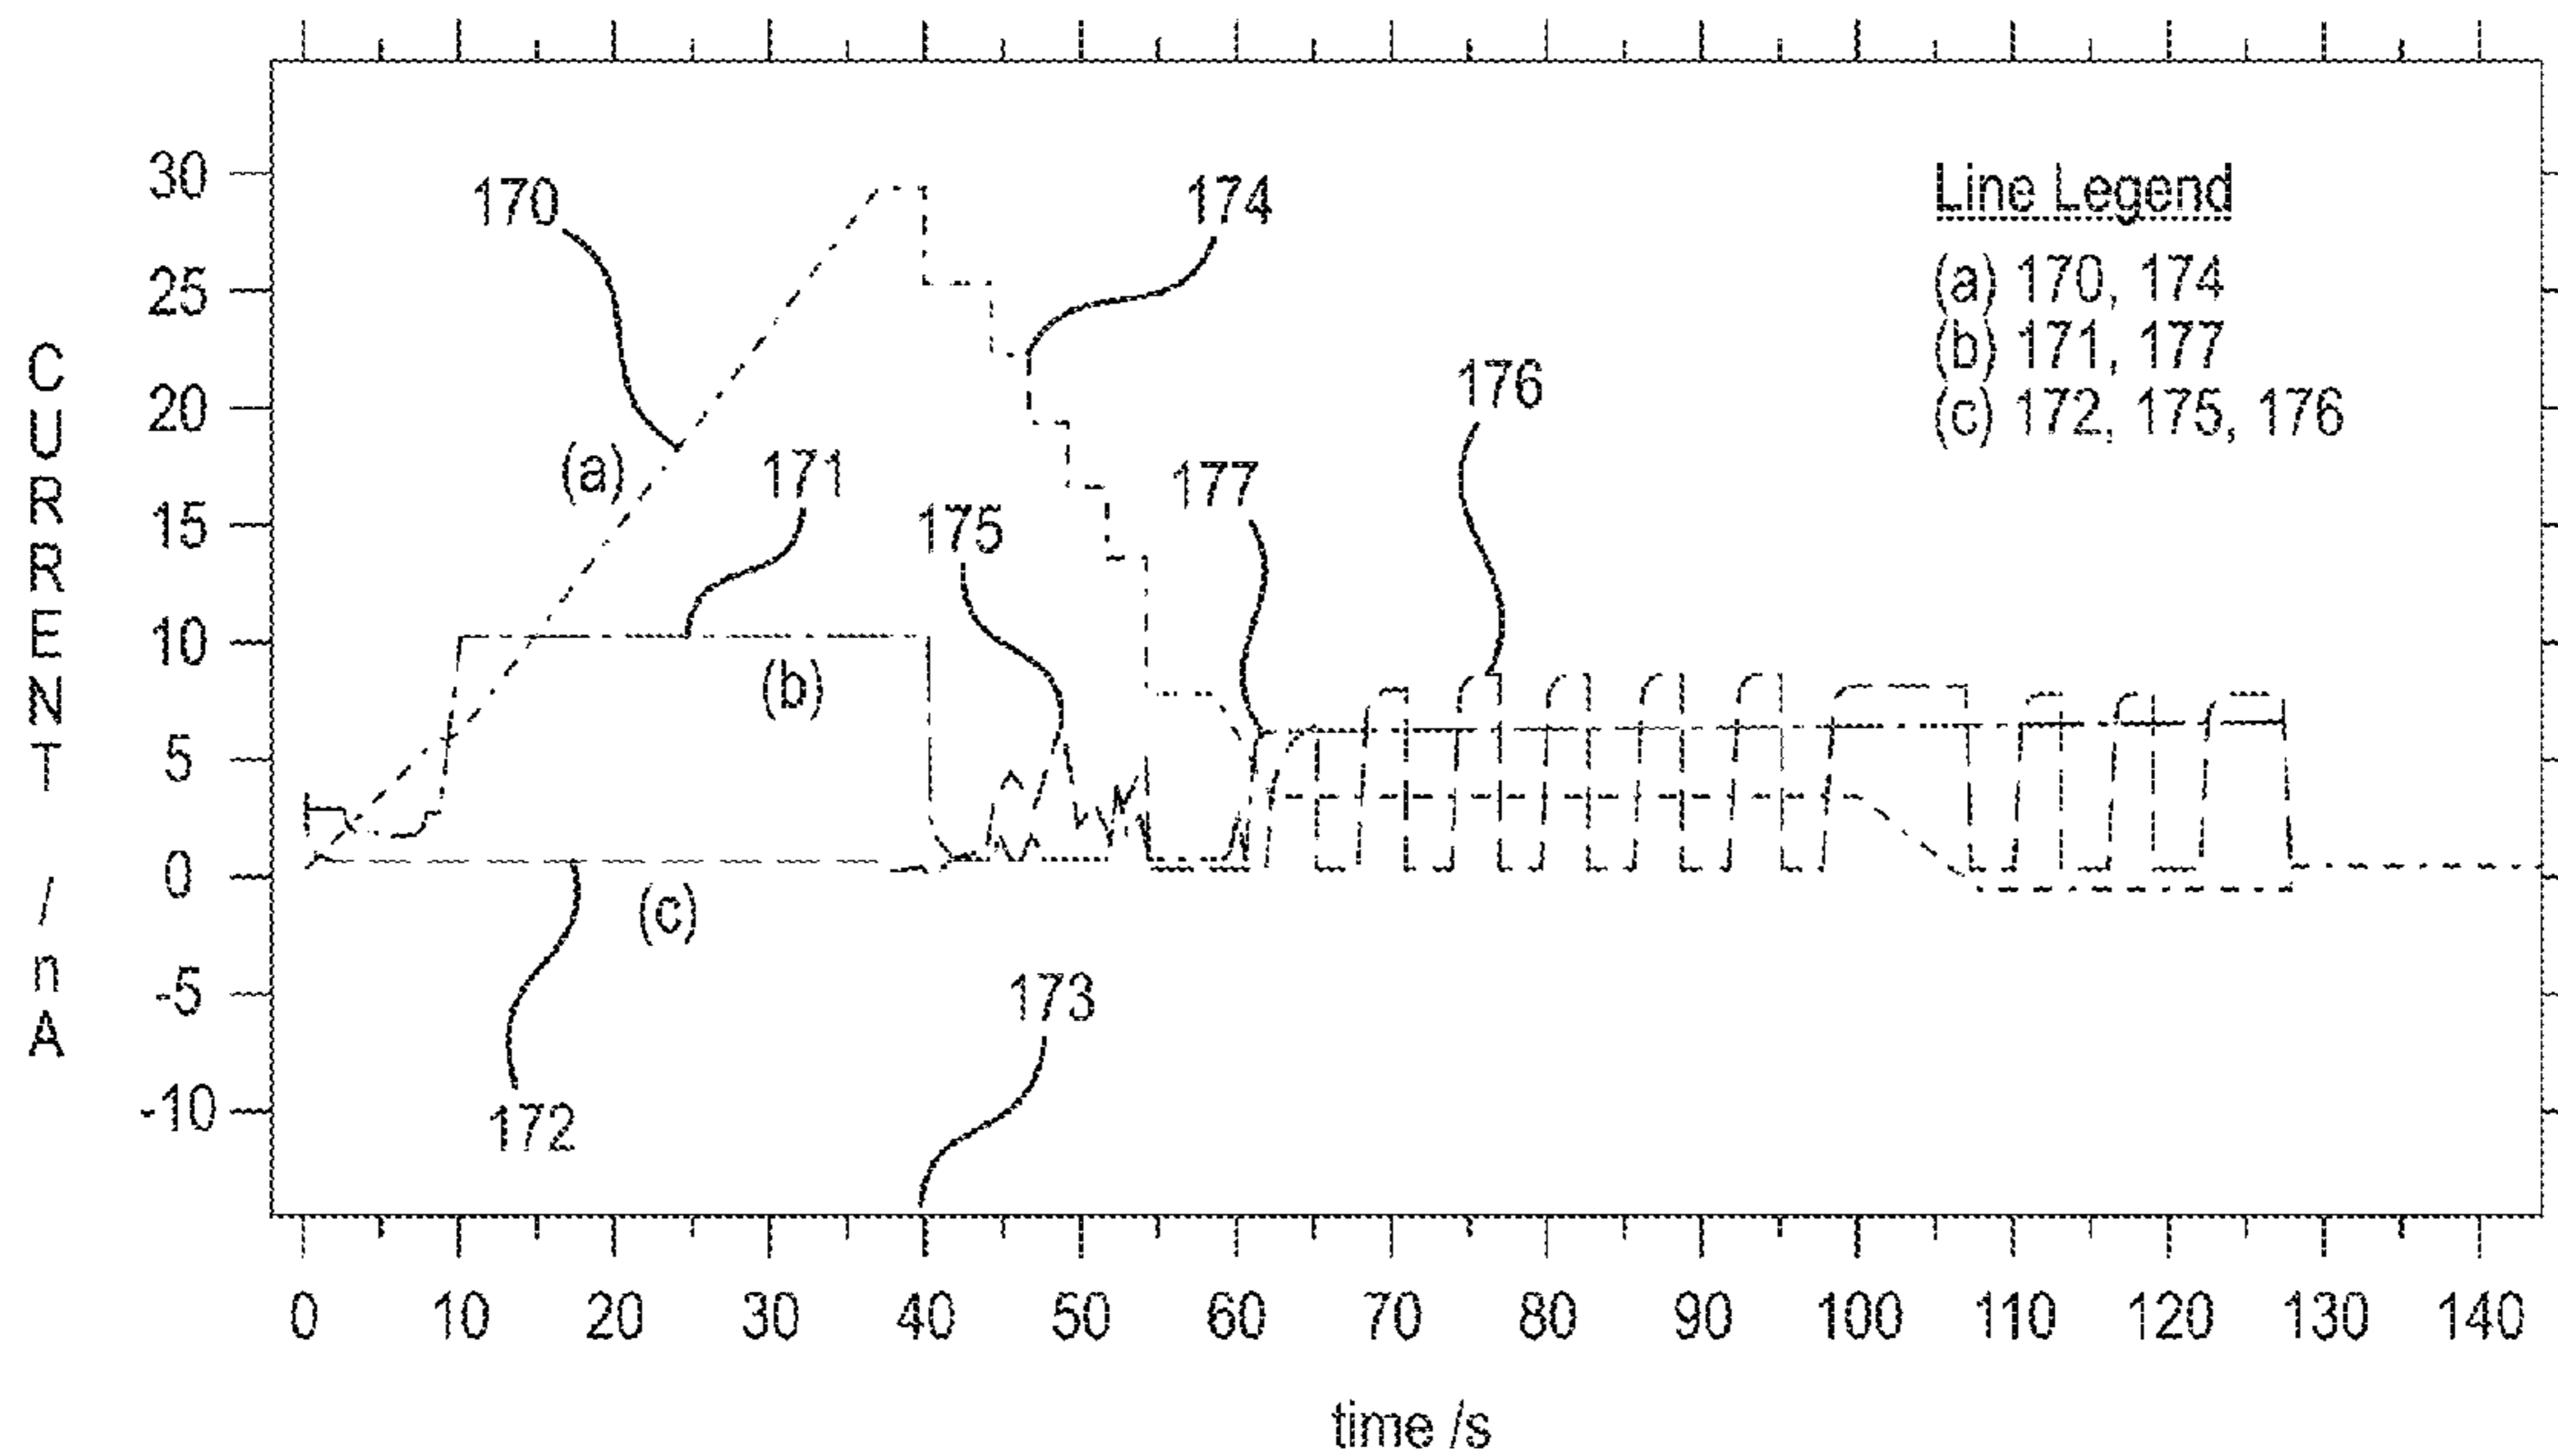 CURRENT /nA
30
25
20
15
10
5
0
-5
-10
170
174
Line Legend
(a) 170, 174
(b) 171, 177
(c) 172, 175, 176
176
(a)
171
177
175
(b)
(c)
173
172
0 10 20 30 40 50 60 70 80 90 100 110 120 130 140
time /s